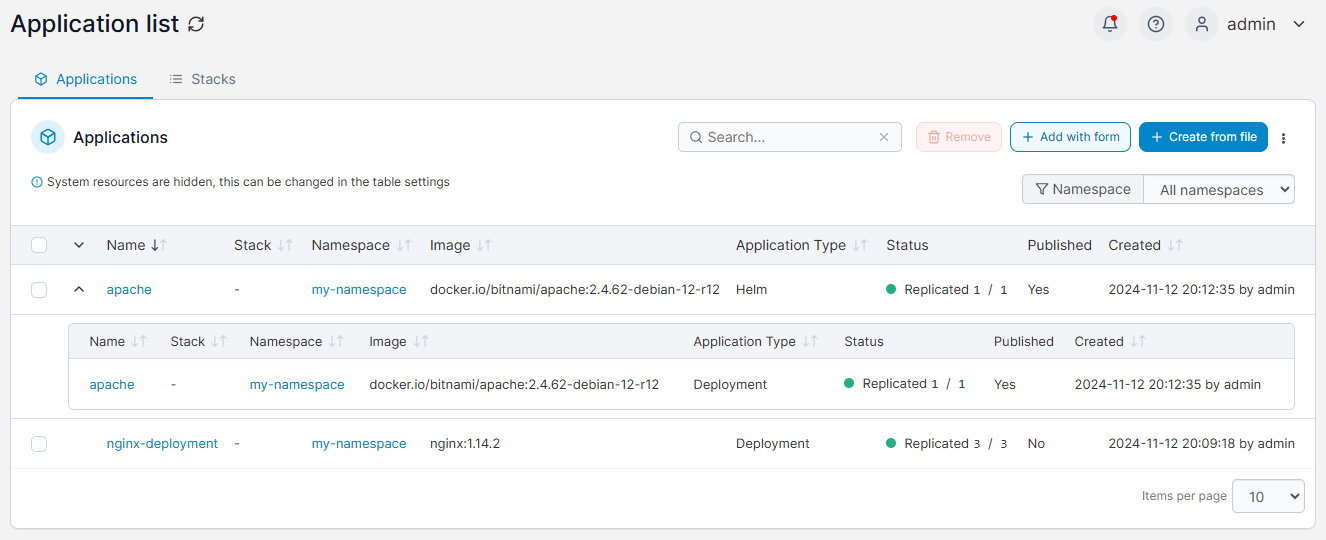 Application list
admin
Applications
Stacks
Applications
Search...
Remove
Add with form
Create from file
System resources are hidden, this can be changed in the table settings
Namespace
All namespaces
Name Stack Namespace Image Application Type Status Published Created
apache - my-namespace docker.io/bitnami/apache:2.4.62-debian-12-r12 Helm Replicated 1 / 1 Yes 2024-11-12 20:12:35 by admin
Name Stack Namespace Image Application Type Status Published Created
apache - my-namespace docker.io/bitnami/apache:2.4.62-debian-12-r12 Deployment Replicated 1 / 1 Yes 2024-11-12 20:12:35 by admin
nginx-deployment - my-namespace nginx:1.14.2 Deployment Replicated 3 / 3 No 2024-11-12 20:09:18 by admin
Items per page 10